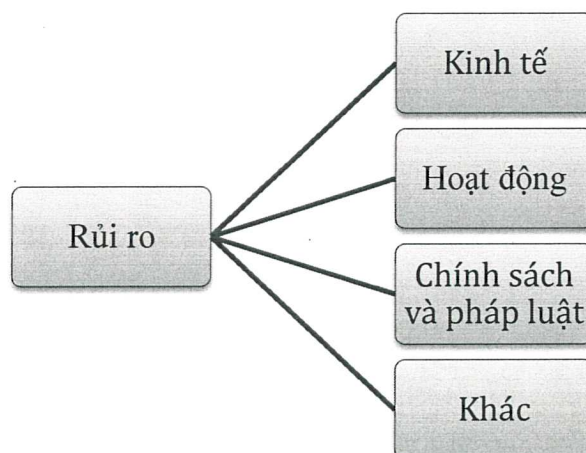 Rủi ro
Kinh tế
Hoạt động
Chính sách
và pháp luật
Khác